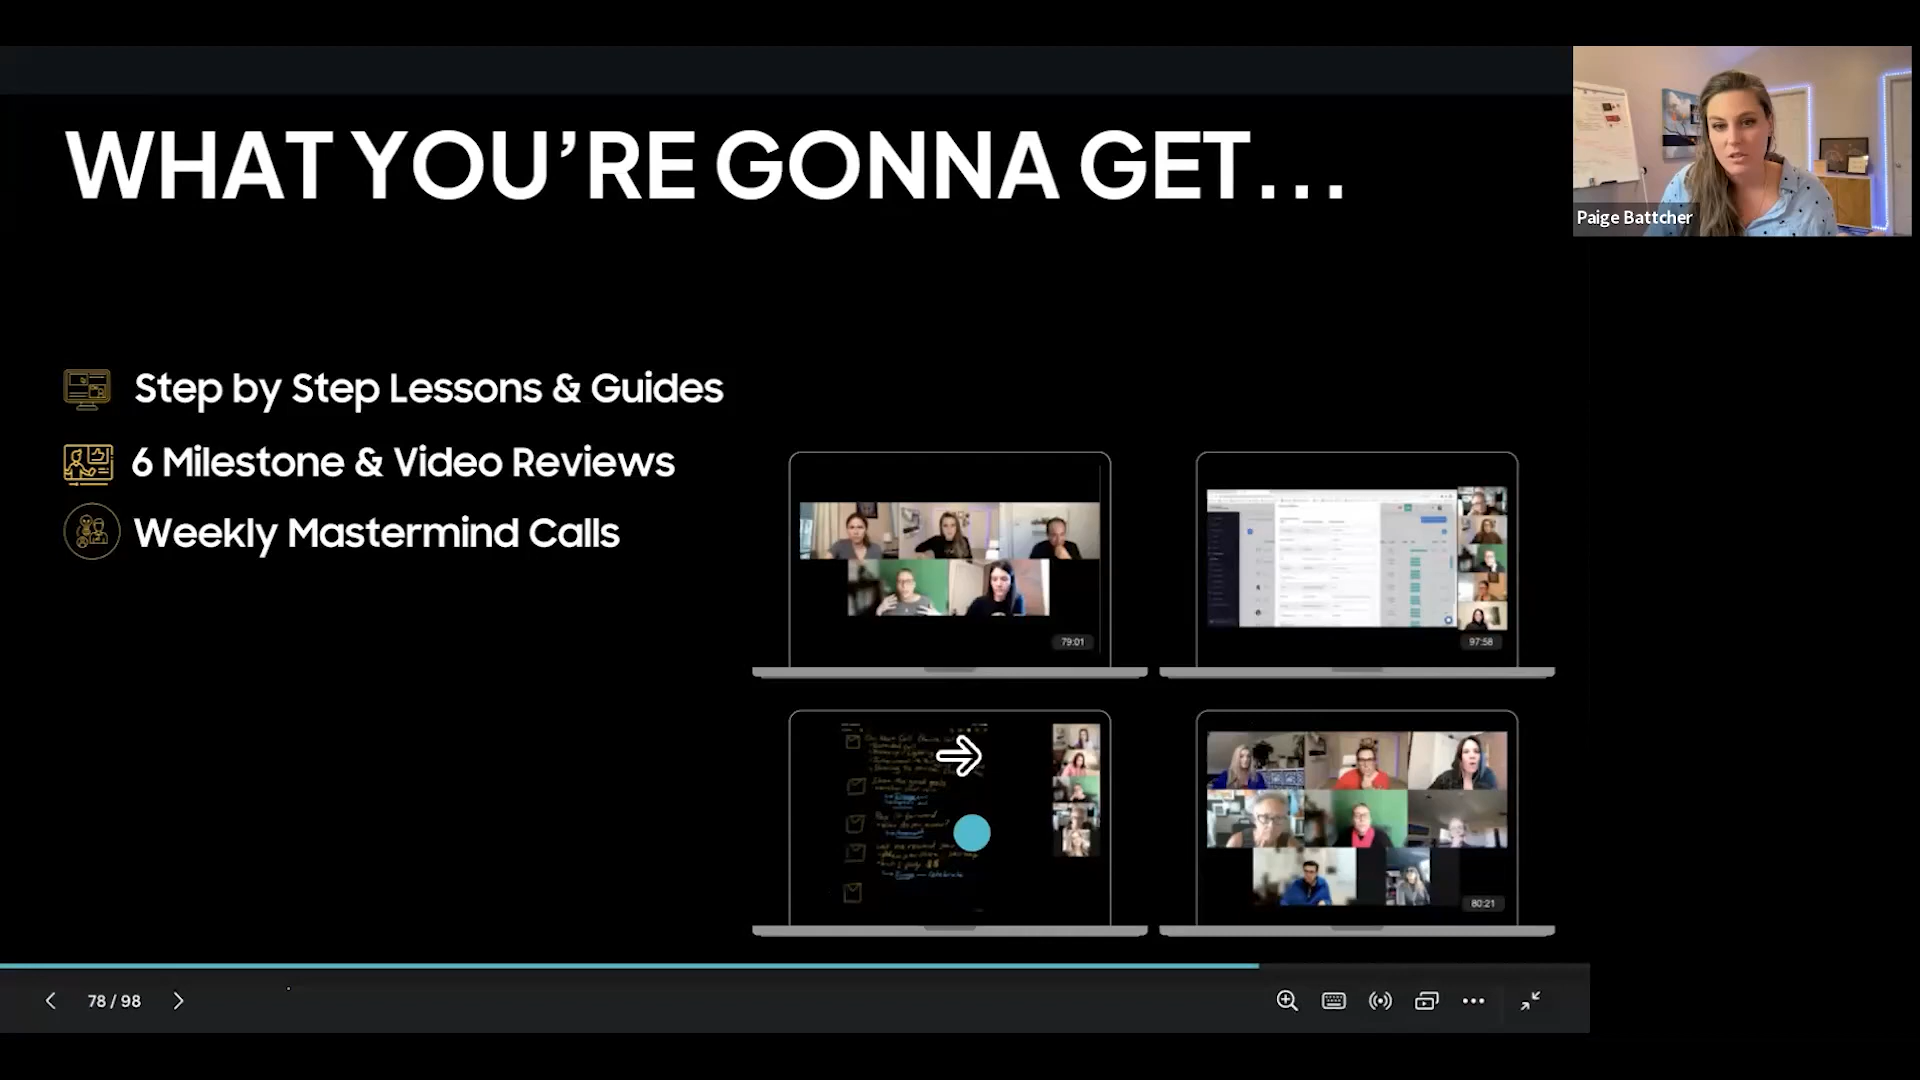 WHAT YOU’RE GONNA GET...
Paige Battcher
Step by Step Lessons & Guides
6 Milestone & Video Reviews
Weekly Mastermind Calls
79:01
97:58
80:21
78 / 98